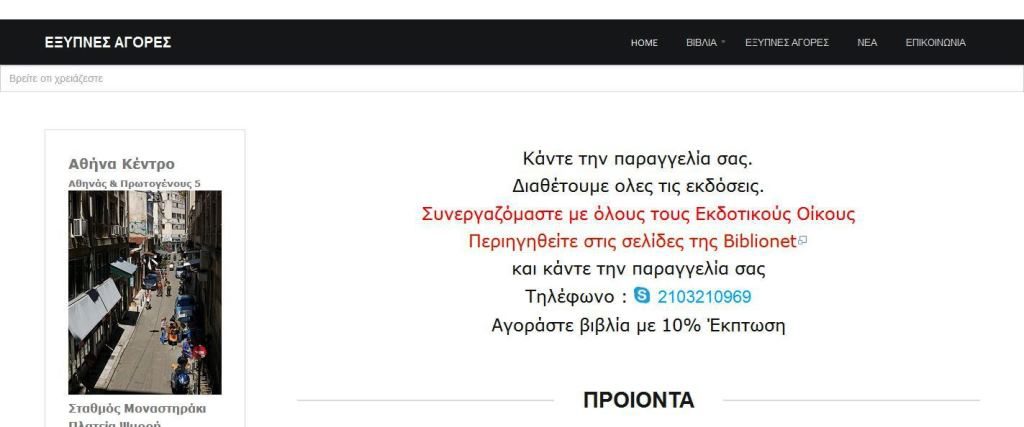 ΕΞΥΠΝΕΣ ΑΓΟΡΕΣ
HOME ΒΙΒΛΙΑ ΕΞΥΠΝΕΣ ΑΓΟΡΕΣ ΝΕΑ ΕΠΙΚΟΙΝΩΝΙΑ
Βρείτε οτι χρειάζεστε
Αθήνα Κέντρο
Αθηνάς & Πρωτογένους 5
Σταθμός Μοναστηράκι
Πλατεία Ψυρρή
Κάντε την παραγγελία σας.
Διαθέτουμε ολες τις εκδόσεις.
Συνεργαζόμαστε με όλους τους Εκδοτικούς Οίκους
Περιηγηθείτε στις σελίδες της Biblionet
και κάντε την παραγγελία σας
Τηλέφωνο : 2103210969
Αγοράστε βιβλία με 10% Έκπτωση
ΠΡΟΙΟΝΤΑ